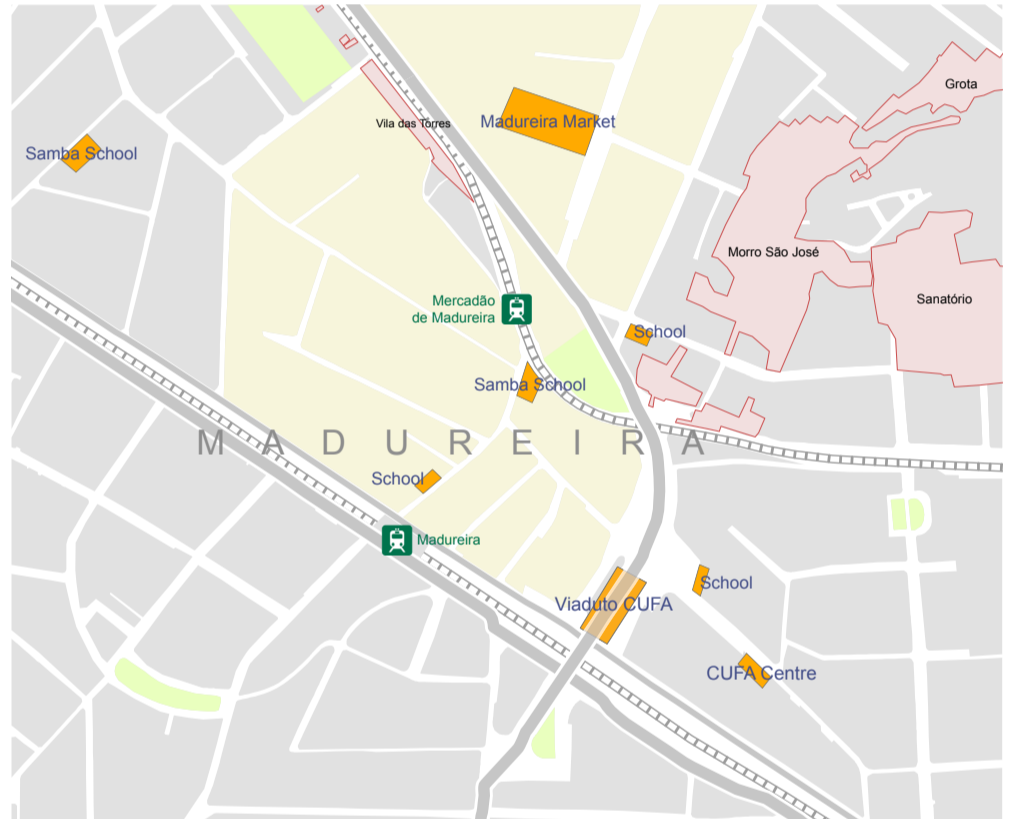 Grota
Vila das Torres
Madureira Market
Samba School
Morro São José
Sanatório
Mercadão
de Madureira
School
Samba School
MADUREIRA
School
Madureira
School
Viaduto CUFA
CUFA Centre